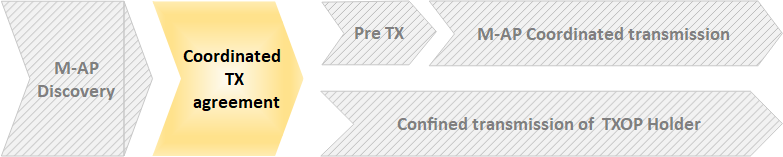 M-AP
Discovery
Coordinated
TX
agreement
Pre TX
M-AP Coordinated transmission
Confined transmission of TXOP Holder